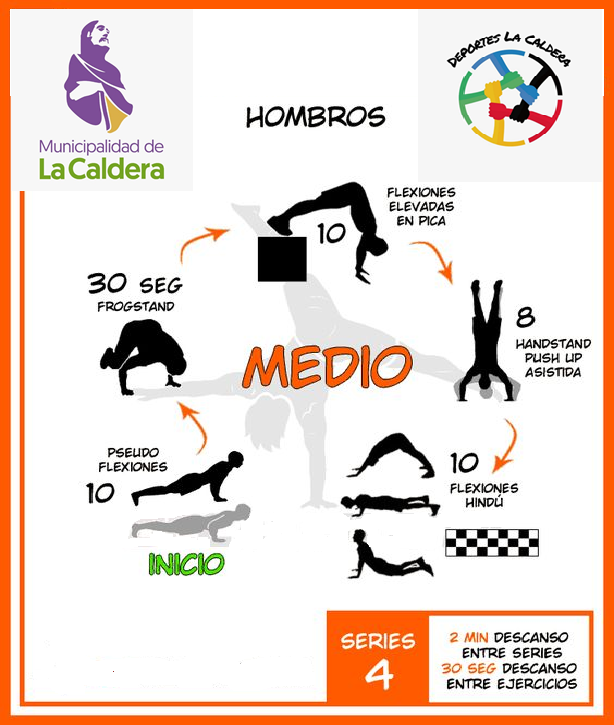 Municipalidad de
La Caldera
DEPORTES LA CALDERA
HOMBROS
FLEXIONES
ELEVADAS
EN PICA
10
30 SEG
FROGSTAND
8
HANDSTAND
PUSH UP
ASISTIDA
MEDIO
PSEUDO
FLEXIONES
10
10
FLEXIONES
HINDÚ
INICIO
SERIES
4
2 MIN DESCANSO
ENTRE SERIES
30 SEG DESCANSO
ENTRE EJERCICIOS